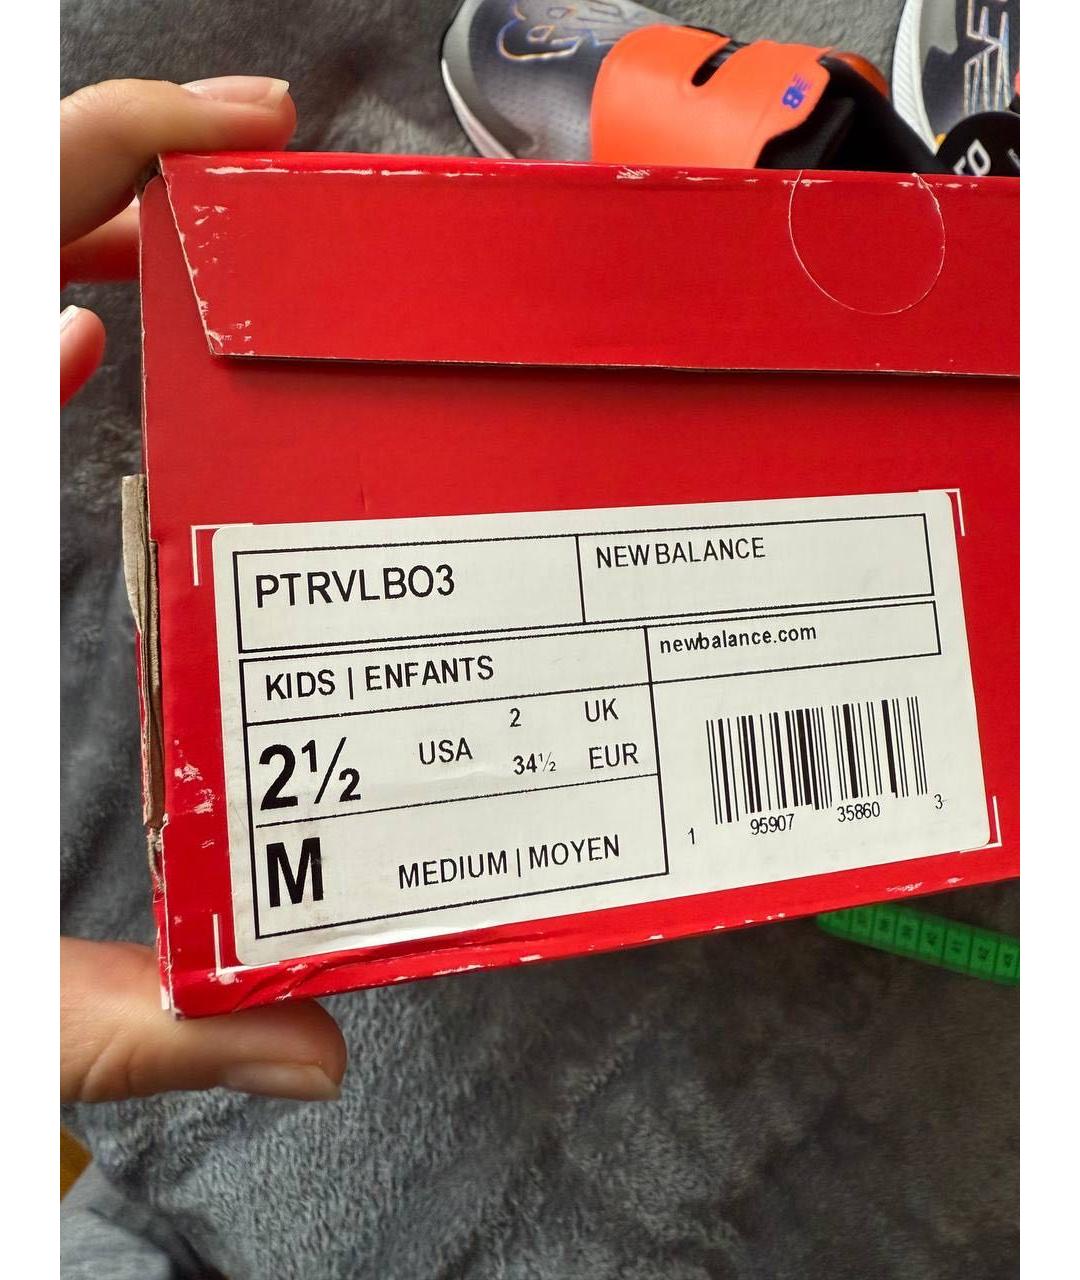 PTRVLBO3
NEW BALANCE
newbalance.com
KIDS | ENFANTS
2½ USA 2 UK
34½ EUR
M MEDIUM | MOYEN
1 95907 35860 3